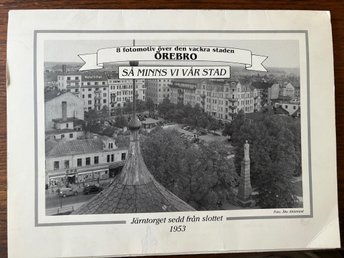 8 fotomotiv över den vackra staden
ÖREBRO
SÅ MINNS VI VÅR STAD
Järntorget sedd från slottet
1953